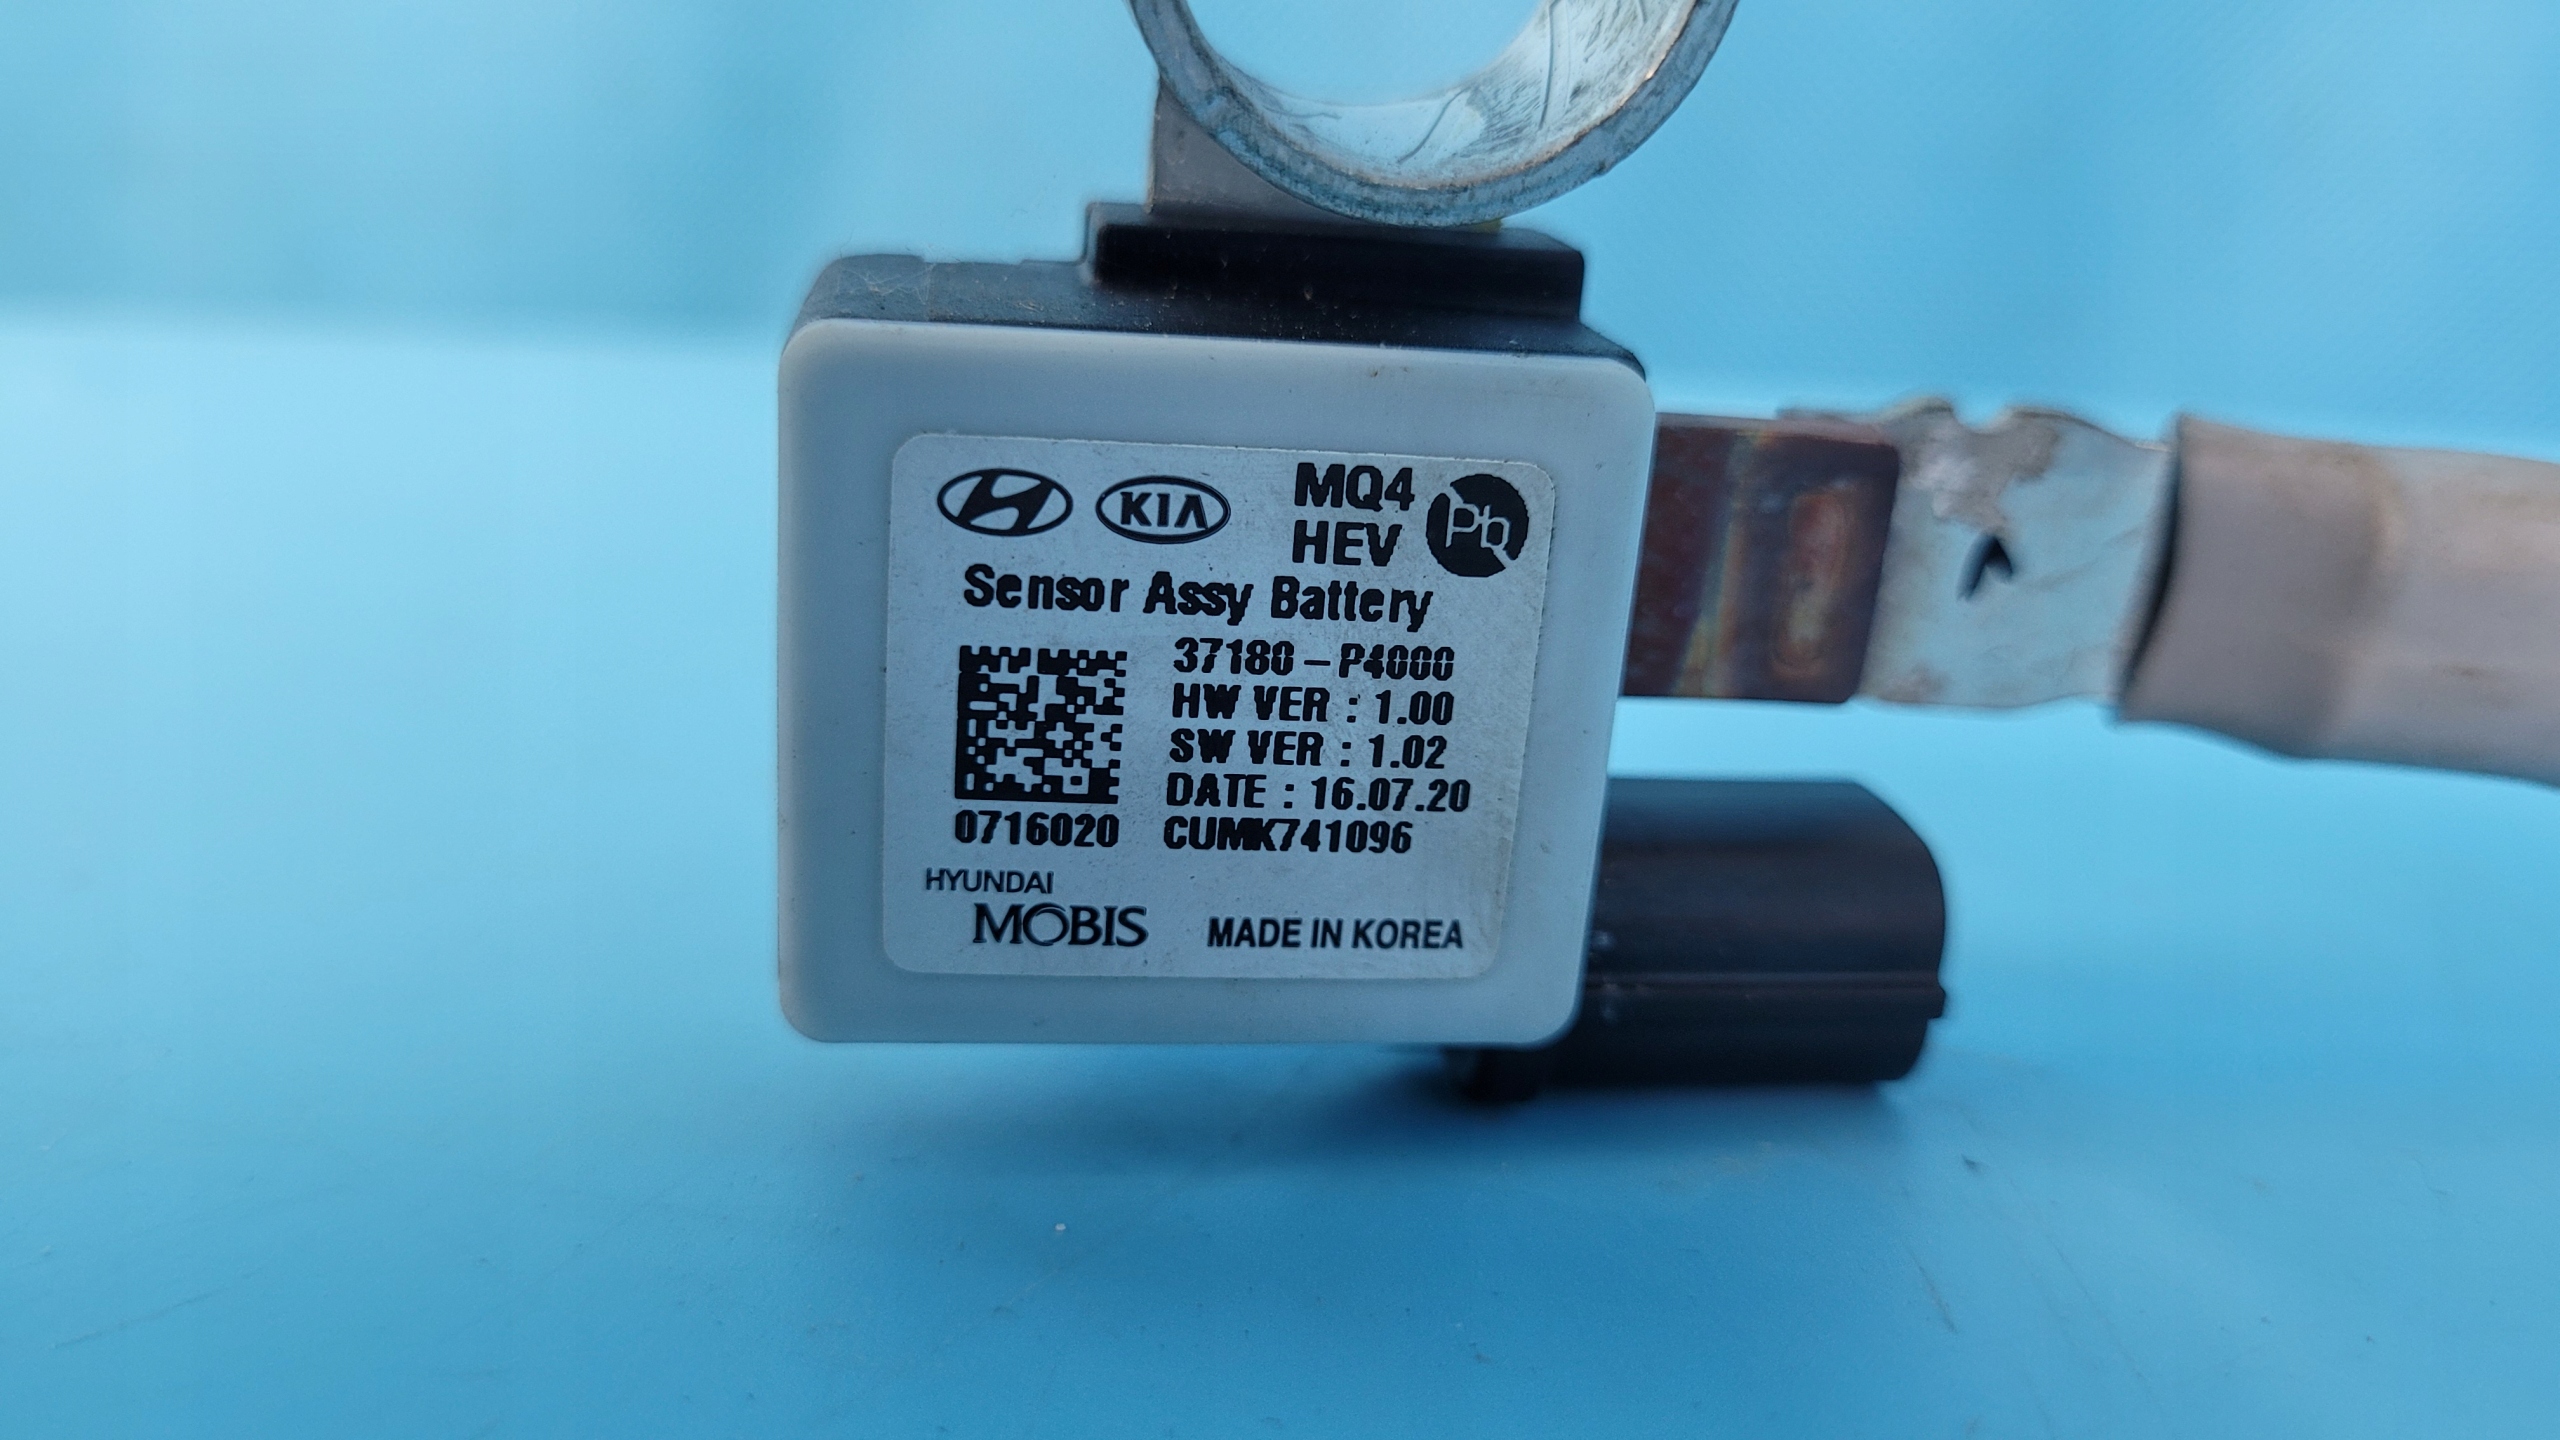 KIA MQ4 Pb
HEV
Sensor Assy Battery
37180-P4000
HW VER : 1.00
SW VER : 1.02
DATE : 16.07.20
0716020 CUMK741096
HYUNDAI
MOBIS MADE IN KOREA